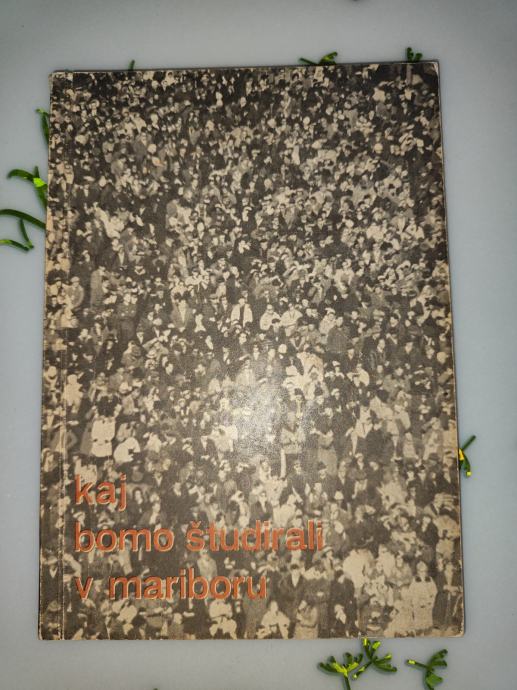 kaj
bomo študirali
v mariboru